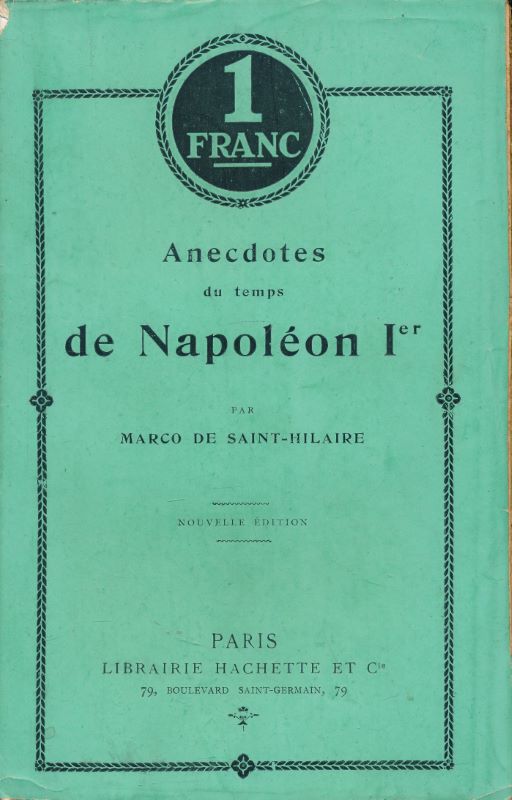 1
FRANC
Anecdotes
du temps
de Napoléon Ier
PAR
MARCO DE SAINT-HILAIRE
NOUVELLE ÉDITION
PARIS
LIBRAIRIE HACHETTE ET Cie
79, BOULEVARD SAINT-GERMAIN, 79